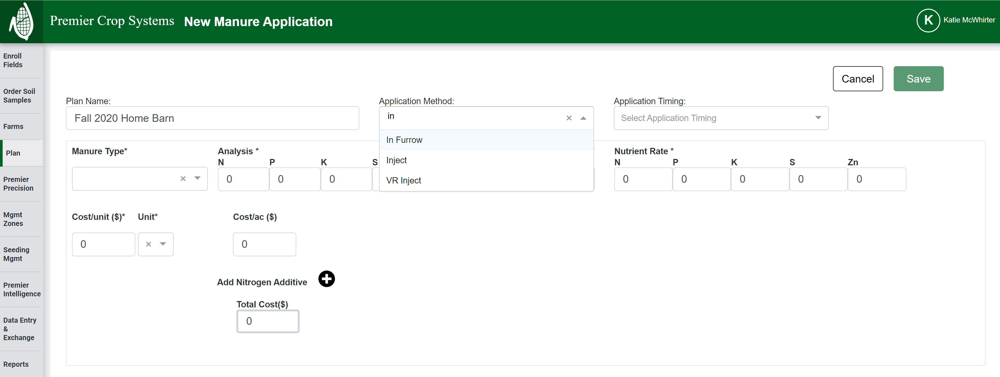 Premier Crop Systems New Manure Application
K Katie McWhirter
Enroll
Fields
Order Soil
Samples
Farms
Plan
Premier
Precision
Mgmt
Zones
Seeding
Mgmt
Premier
Intelligence
Data Entry
&
Exchange
Reports
Cancel Save
Plan Name: Application Method: Application Timing:
Fall 2020 Home Barn in Select Application Timing
In Furrow
Inject
VR Inject
Manure Type* Analysis * Nutrient Rate *
N P K S N P K S Zn
0 0 0 0 0 0 0 0
Cost/unit ($)* Unit* Cost/ac ($)
0 0
Add Nitrogen Additive
Total Cost($)
0